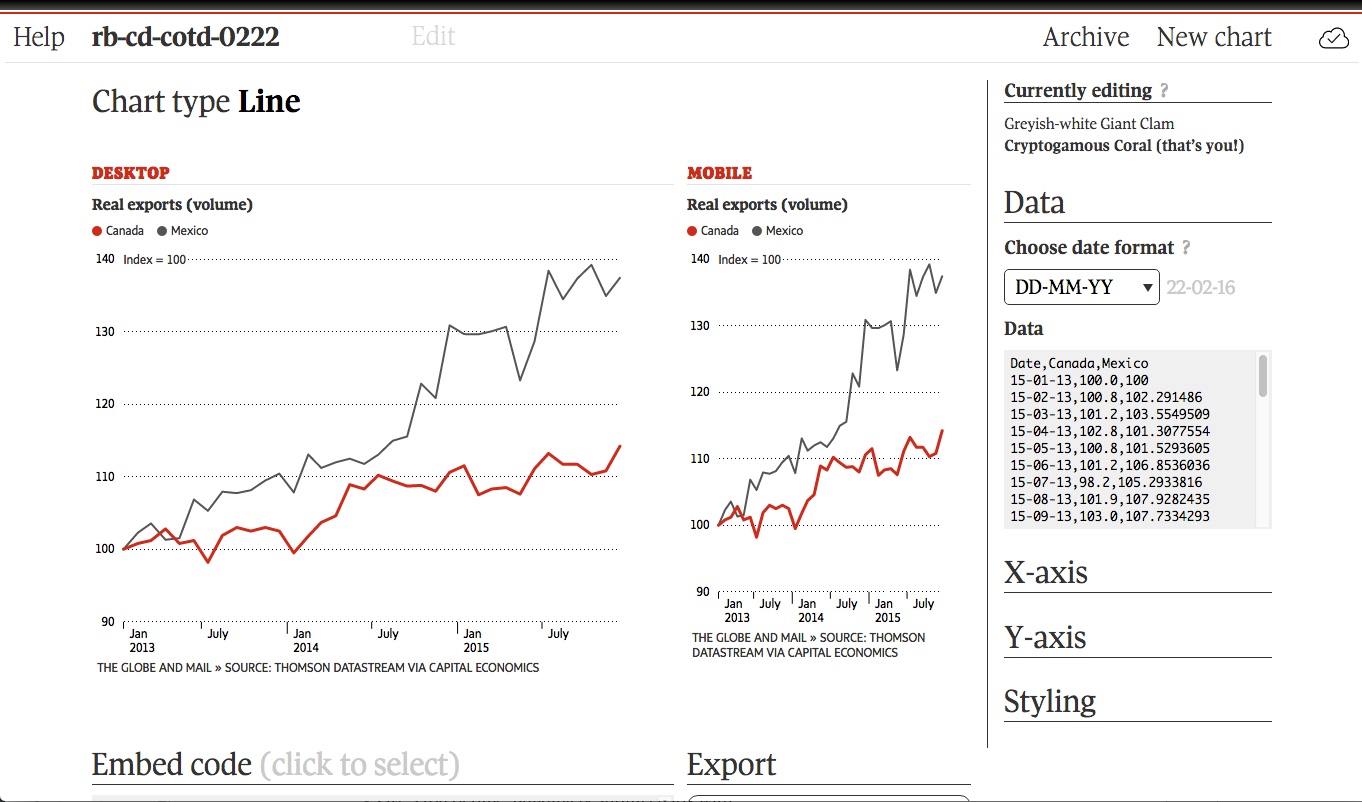 Help rb-cd-cotd-0222 Edit Archive New chart
Chart type Line
DESKTOP
Real exports (volume)
Canada Mexico
140 Index = 100
130
120
110
100
90
Jan July Jan July Jan July
2013 2014 2015
THE GLOBE AND MAIL » SOURCE: THOMSON DATASTREAM VIA CAPITAL ECONOMICS
MOBILE
Real exports (volume)
Canada Mexico
140 Index = 100
130
120
110
100
90
Jan July Jan July Jan July
2013 2014 2015
THE GLOBE AND MAIL » SOURCE: THOMSON
DATASTREAM VIA CAPITAL ECONOMICS
Embed code (click to select)
Export
Currently editing ?
Greyish-white Giant Clam
Cryptogamous Coral (that's you!)
Data
Choose date format ?
DD-MM-YY 22-02-16
Data
Date,Canada,Mexico
15-01-13,100.0,100
15-02-13,100.8,102.291486
15-03-13,101.2,103.5549509
15-04-13,102.8,101.3077554
15-05-13,100.8,101.5293605
15-06-13,101.2,106.8536036
15-07-13,98.2,105.2933816
15-08-13,101.9,107.9282435
15-09-13,103.0,107.7334293
X-axis
Y-axis
Styling